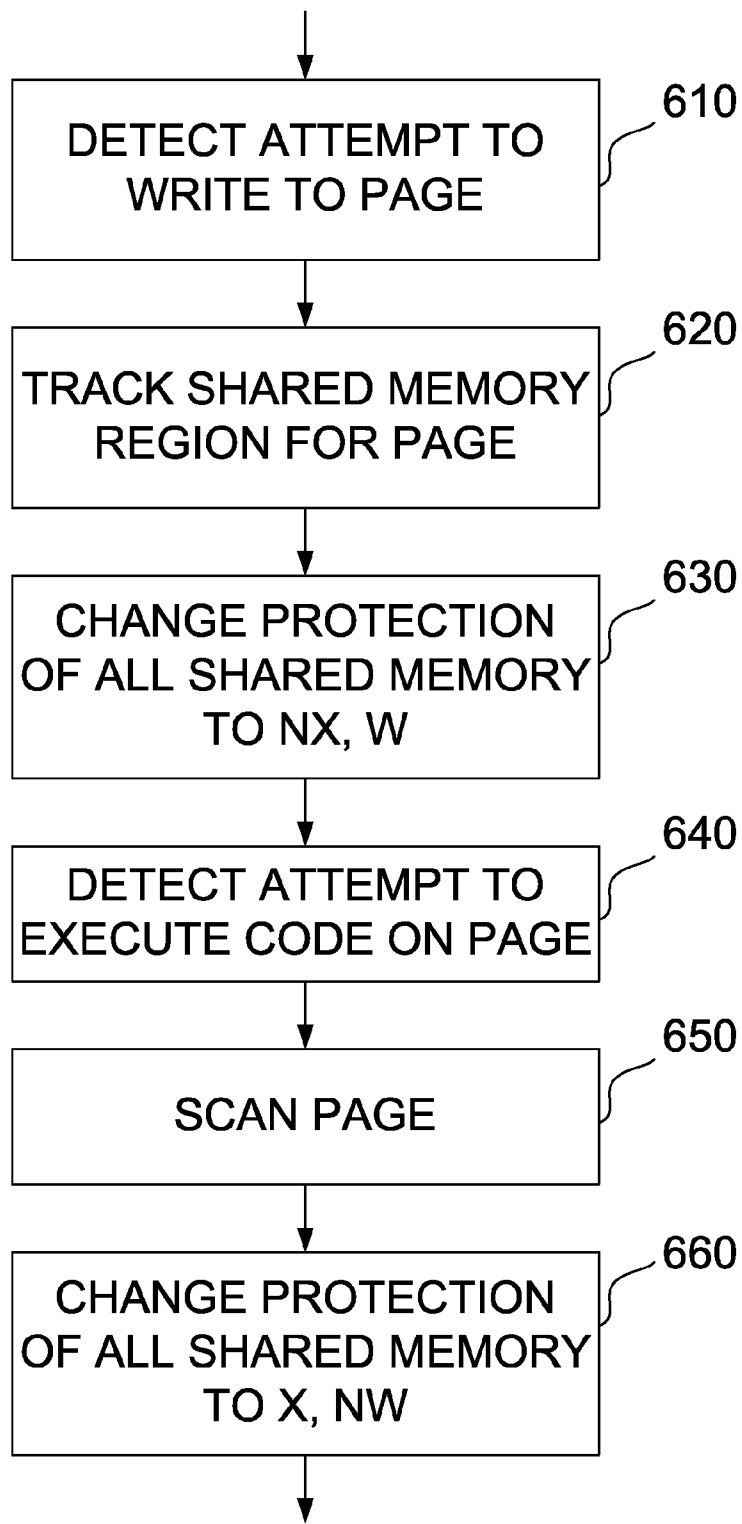 610
DETECT ATTEMPT TO
WRITE TO PAGE
620
TRACK SHARED MEMORY
REGION FOR PAGE
630
CHANGE PROTECTION
OF ALL SHARED MEMORY
TO NX, W
640
DETECT ATTEMPT TO
EXECUTE CODE ON PAGE
650
SCAN PAGE
660
CHANGE PROTECTION
OF ALL SHARED MEMORY
TO X, NW